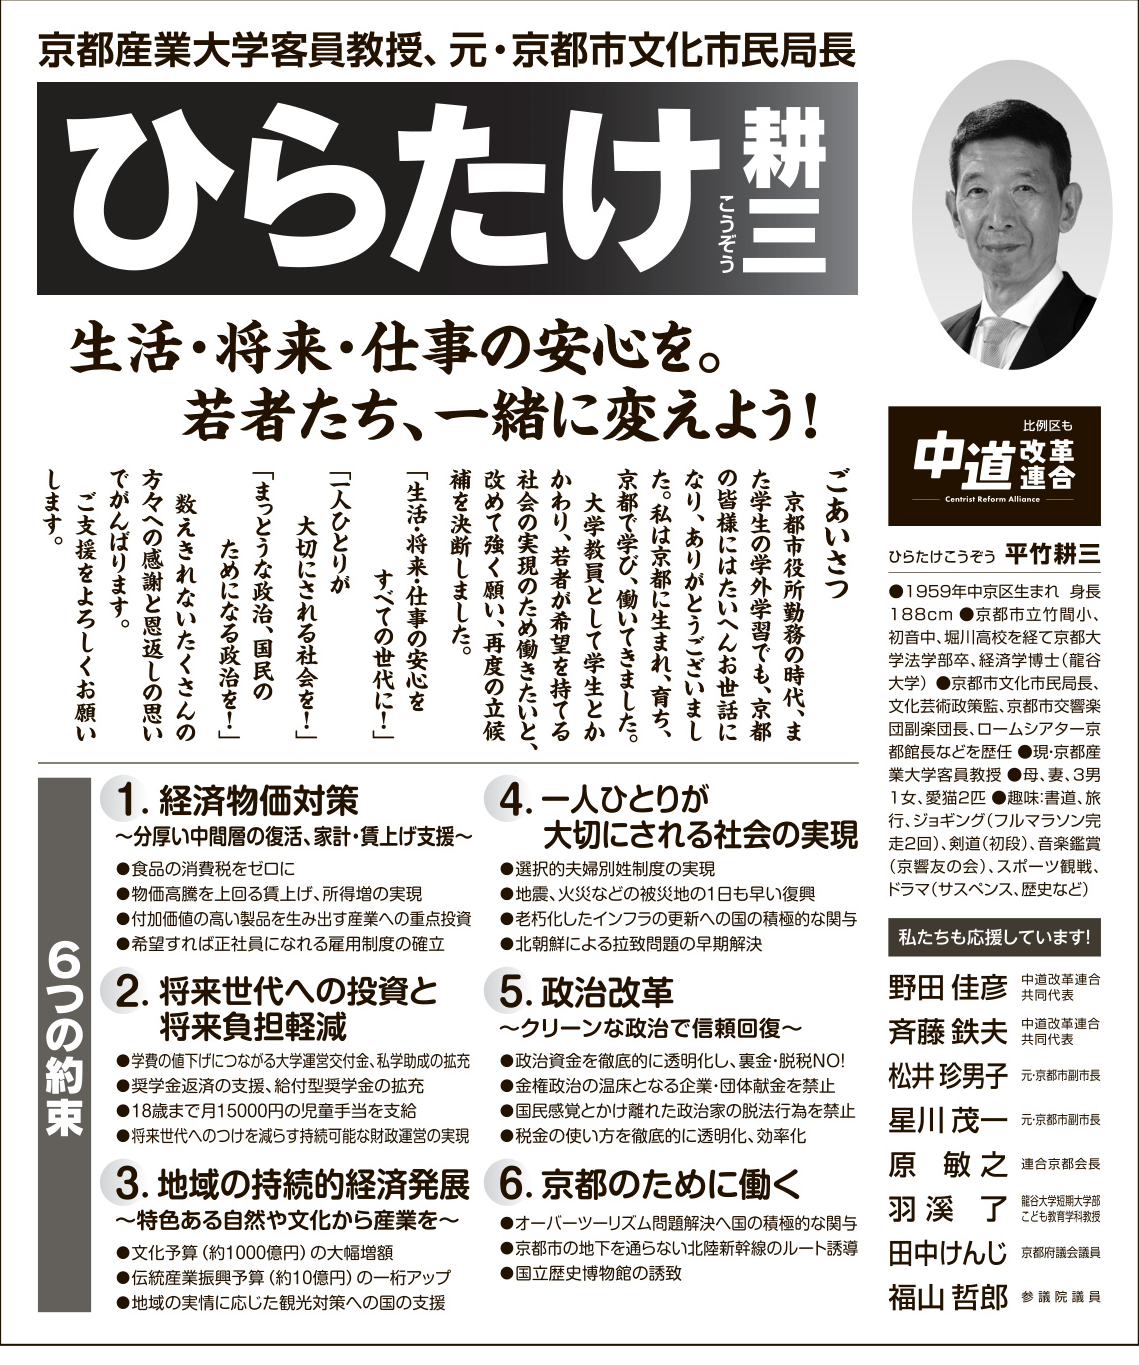 京都産業大学客員教授、元・京都市文化市民局長
ひらたけ耕三
こうぞう
生活・将来・仕事の安心を。
若者たち、一緒に変えよう!
ごあいさつ
京都市役所勤務の時代、ま
た学生の学外学習でも、京都
の皆様にはたいへんお世話に
なり、ありがとうございまし
た。私は京都に生まれ、育ち、
京都で学び、働いてきました。
大学教員として学生とか
かわり、若者が希望を持てる
社会の実現のため働きたいと、
改めて強く願い、再度の立候
補を決断しました。
「生活・将来・仕事の安心を
すべての世代に!」
「一人ひとりが
大切にされる社会を!」
「まっとうな政治、国民の
ためになる政治を!」
数えきれないたくさんの
方々への感謝と恩返しの思い
でがんばります。
ご支援をよろしくお願い
します。
6つの約束
1. 経済物価対策
〜分厚い中間層の復活、家計・賃上げ支援〜
●食品の消費税をゼロに
●物価高騰を上回る賃上げ、所得増の実現
●付加価値の高い製品を生み出す産業への重点投資
●希望すれば正社員になれる雇用制度の確立
2. 将来世代への投資と
将来負担軽減
●学費の値下げにつながる大学運営交付金、私学助成の拡充
●奨学金返済の支援、給付型奨学金の拡充
●18歳まで月15000円の児童手当を支給
●将来世代へのつけを減らす持続可能な財政運営の実現
3. 地域の持続的経済発展
〜特色ある自然や文化から産業を〜
●文化予算(約1000億円)の大幅増額
●伝統産業振興予算(約10億円)の一桁アップ
●地域の実情に応じた観光対策への国の支援
4. 一人ひとりが
大切にされる社会の実現
●選択的夫婦別姓制度の実現
●地震、火災などの被災地の1日も早い復興
●老朽化したインフラの更新への国の積極的な関与
●北朝鮮による拉致問題の早期解決
5. 政治改革
〜クリーンな政治で信頼回復〜
●政治資金を徹底的に透明化し、裏金・脱税NO!
●金権政治の温床となる企業・団体献金を禁止
●国民感覚とかけ離れた政治家の脱法行為を禁止
●税金の使い方を徹底的に透明化、効率化
6. 京都のために働く
●オーバーツーリズム問題解決へ国の積極的な関与
●京都市の地下を通らない北陸新幹線のルート誘導
●国立歴史博物館の誘致
比例区も
中道改革連合
Centrist Reform Alliance
ひらたけこうぞう 平竹耕三
●1959年中京区生まれ 身長
188cm ●京都市立竹間小、
初音中、堀川高校を経て京都大
学法学部卒、経済学博士(龍谷
大学) ●京都市文化市民局長、
文化芸術政策監、京都市交響楽
団副楽団長、ロームシアター京
都館長などを歴任 ●現・京都産
業大学客員教授 ●母、妻、3男
1女、愛猫2匹 ●趣味:書道、旅
行、ジョギング(フルマラソン完
走2回)、剣道(初段)、音楽鑑賞
(京響友の会)、スポーツ観戦、
ドラマ(サスペンス、歴史など)
私たちも応援しています!
野田 佳彦 中道改革連合 共同代表
斉藤 鉄夫 中道改革連合 共同代表
松井 珍男子 元・京都市副市長
星川 茂一 元・京都市副市長
原 敏之 連合京都会長
羽溪 了 龍谷大学短期大学部 こども教育学科教授
田中けんじ 京都府議会議員
福山 哲郎 参議院議員